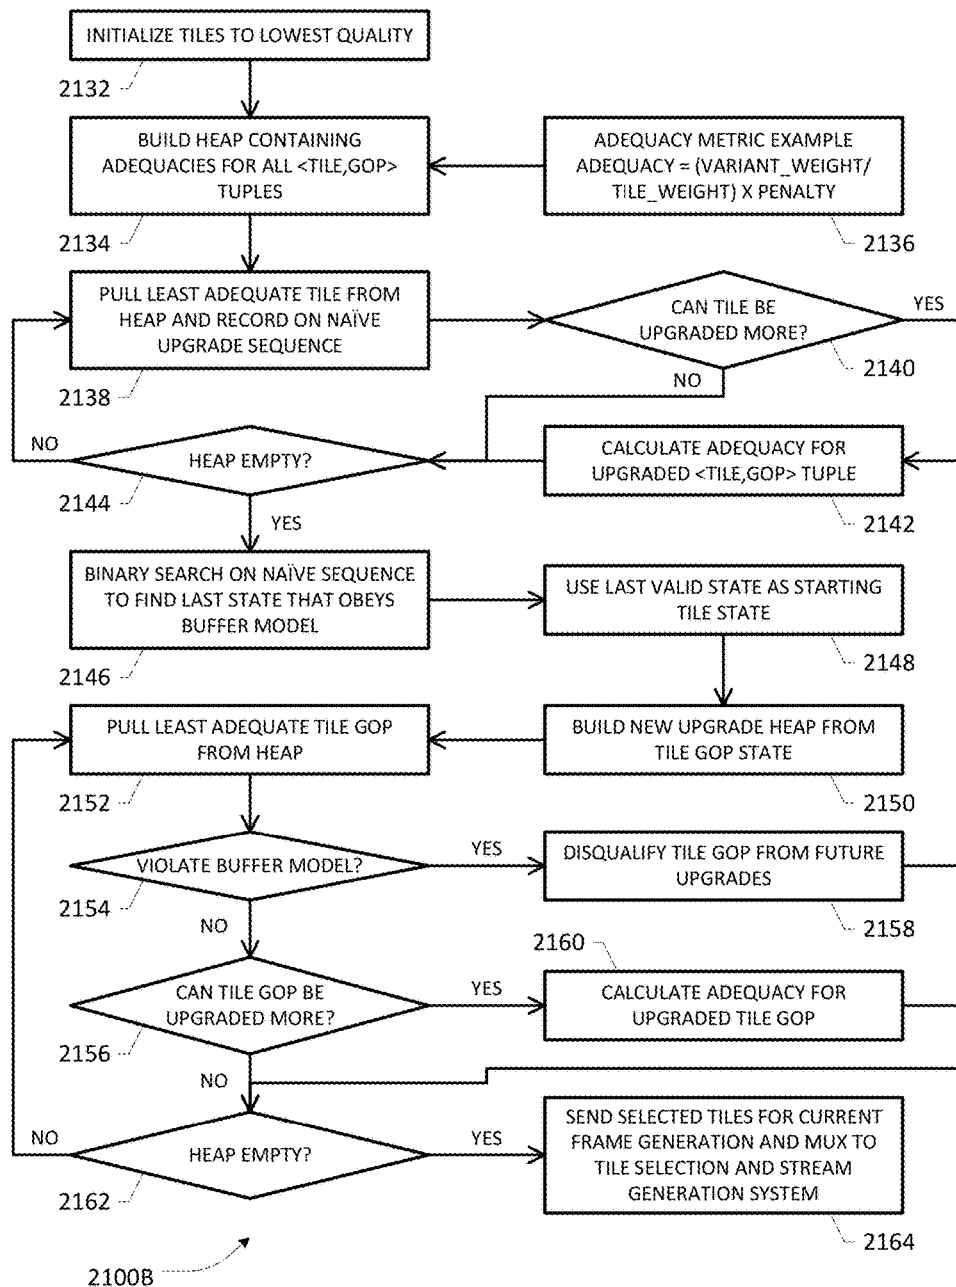 INITIALIZE TILES TO LOWEST QUALITY
2132
BUILD HEAP CONTAINING
ADEQUACIES FOR ALL <TILE,GOP>
TUPLES
2134
ADEQUACY METRIC EXAMPLE
ADEQUACY = (VARIANT_WEIGHT/
TILE_WEIGHT) X PENALTY
2136
PULL LEAST ADEQUATE TILE FROM
HEAP AND RECORD ON NAÏVE
UPGRADE SEQUENCE
2138
CAN TILE BE
UPGRADED MORE?
YES
2140
NO
NO
HEAP EMPTY?
2144
YES
CALCULATE ADEQUACY FOR
UPGRADED <TILE,GOP> TUPLE
2142
BINARY SEARCH ON NAÏVE SEQUENCE
TO FIND LAST STATE THAT OBEYS
BUFFER MODEL
2146
USE LAST VALID STATE AS STARTING
TILE STATE
2148
PULL LEAST ADEQUATE TILE GOP
FROM HEAP
2152
BUILD NEW UPGRADE HEAP FROM
TILE GOP STATE
2150
VIOLATE BUFFER MODEL?
YES
2154
NO
DISQUALIFY TILE GOP FROM FUTURE
UPGRADES
2158
2160
CAN TILE GOP BE
UPGRADED MORE?
YES
2156
NO
CALCULATE ADEQUACY FOR
UPGRADED TILE GOP
NO
HEAP EMPTY?
YES
2162
SEND SELECTED TILES FOR CURRENT
FRAME GENERATION AND MUX TO
TILE SELECTION AND STREAM
GENERATION SYSTEM
2164
2100B